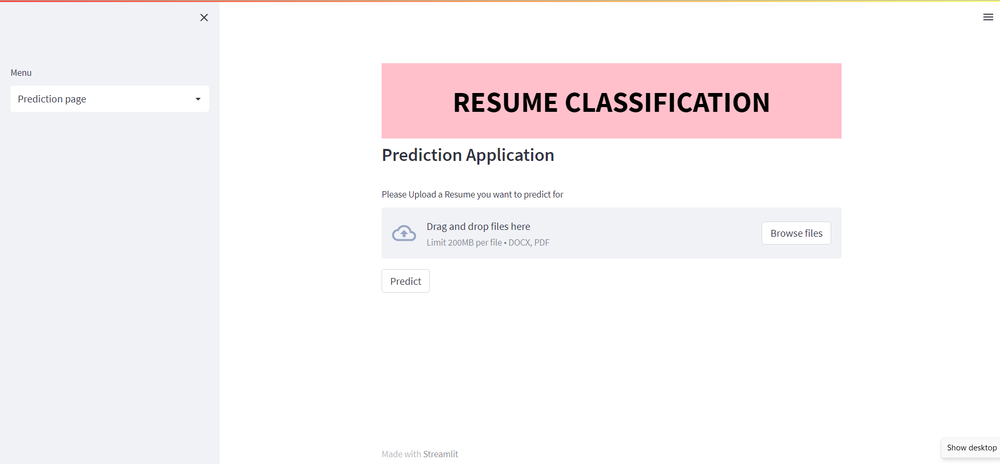 Menu
Prediction page
RESUME CLASSIFICATION
Prediction Application
Please Upload a Resume you want to predict for
Drag and drop files here
Limit 200MB per file • DOCX, PDF
Browse files
Predict
Made with Streamlit
Show desktop